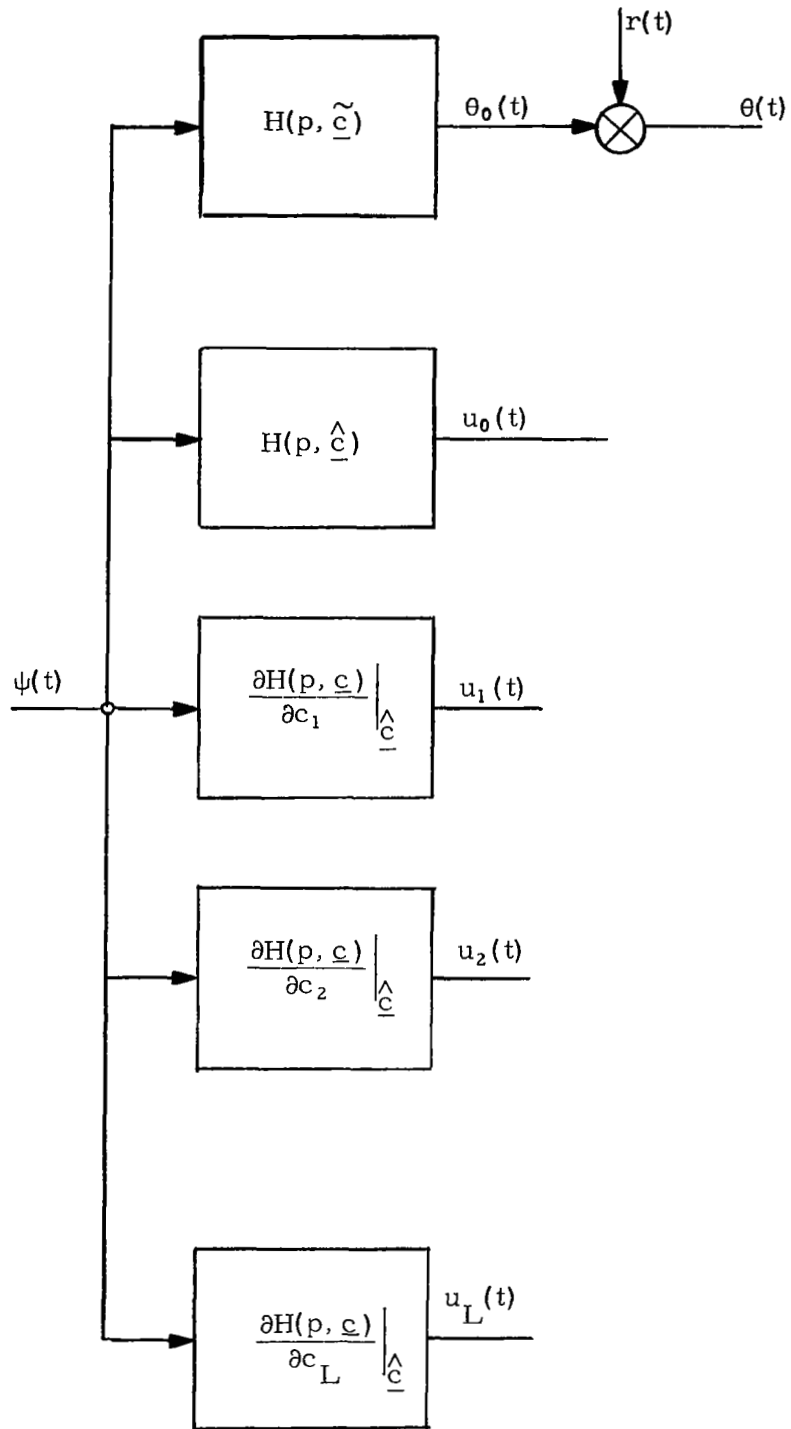 r(t)
H(p, c̲̃)
θ₀(t)
θ(t)
H(p, ĉ̲)
u₀(t)
ψ(t)
∂H(p, c̲)/∂c₁ |ĉ̲
u₁(t)
∂H(p, c̲)/∂c₂ |ĉ̲
u₂(t)
∂H(p, c̲)/∂c_L |ĉ̲
u_L(t)